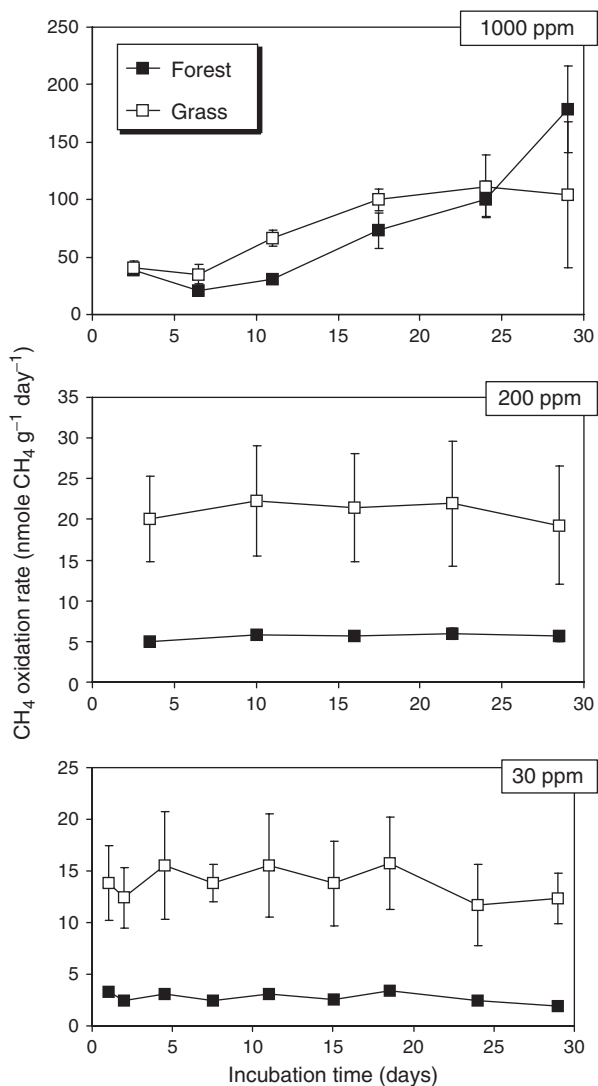 1000 ppm
250
200
150
100
50
0
Forest
Grass
0 5 10 15 20 25 30
200 ppm
35
30
25
20
15
10
5
0
0 5 10 15 20 25 30
30 ppm
25
20
15
10
5
0
0 5 10 15 20 25 30
CH₄ oxidation rate (nmole CH₄ g⁻¹ day⁻¹)
Incubation time (days)